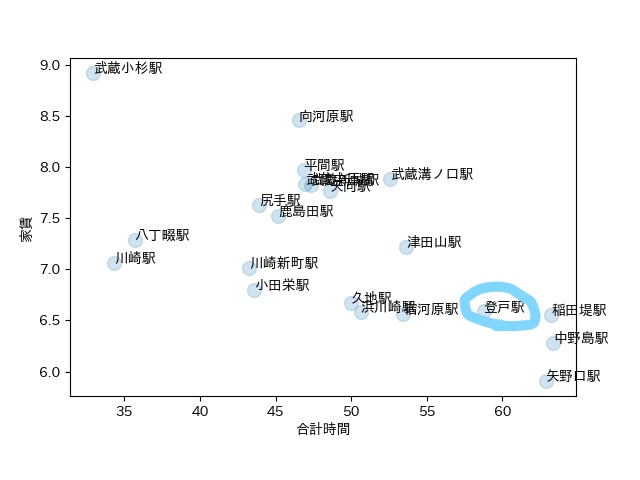 9.0
武蔵小杉駅
8.5
向河原駅
8.0
平間駅
武蔵溝ノ口駅
矢向駅
7.5
尻手駅
鹿島田駅
八丁畷駅
津田山駅
7.0
川崎駅
川崎新町駅
小田栄駅
6.5
久地駅
浜川崎駅
宿河原駅
登戸駅
稲田堤駅
中野島駅
6.0
矢野口駅
家賃
35
40
45
50
55
60
合計時間